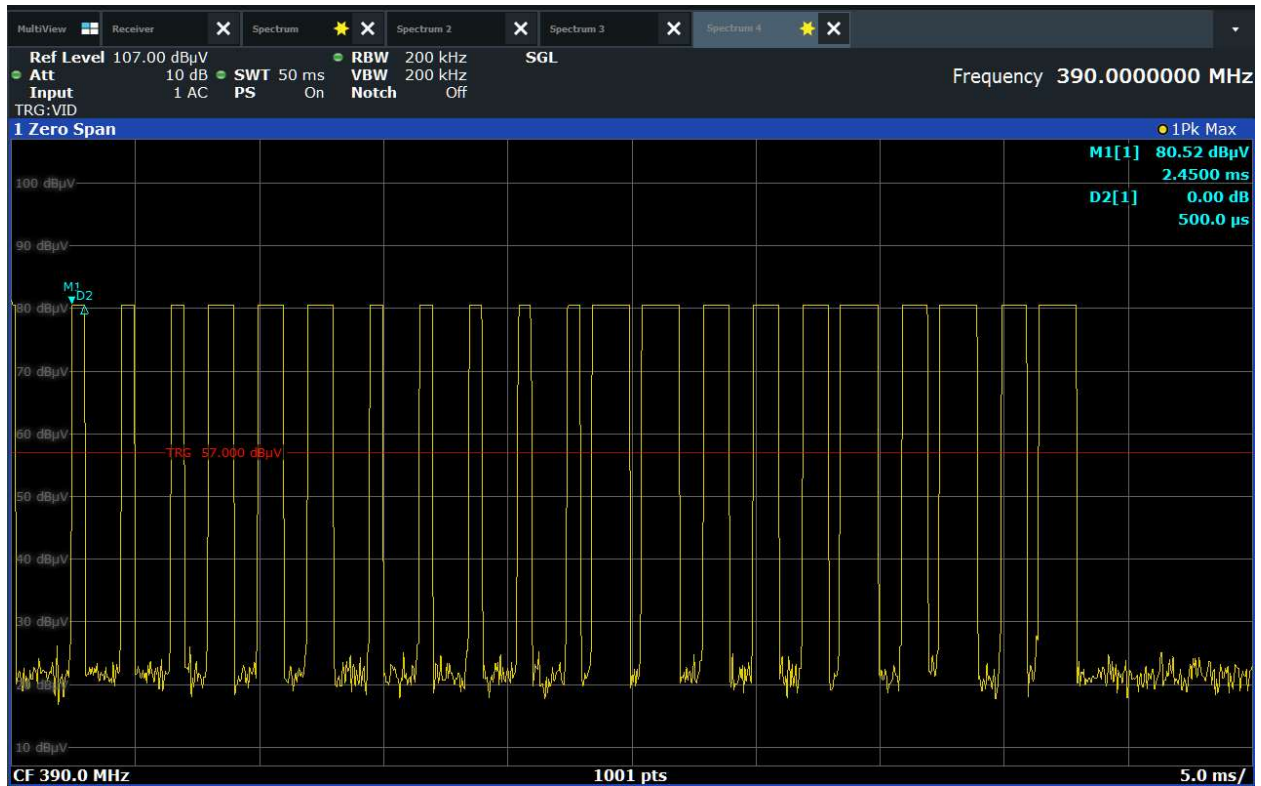 MultiView Receiver X Spectrum X Spectrum 2 X Spectrum 3 X Spectrum 4 X
Ref Level 107.00 dBµV RBW 200 kHz SGL
Att 10 dB SWT 50 ms VBW 200 kHz
Input 1 AC PS On Notch Off
Frequency 390.0000000 MHz
TRG:VID
1 Zero Span 1Pk Max
M1[1] 80.52 dBµV
2.4500 ms
D2[1] 0.00 dB
500.0 µs
100 dBµV
90 dBµV
M1
D2
80 dBµV
70 dBµV
60 dBµV
TRG 57.000 dBµV
50 dBµV
40 dBµV
30 dBµV
20 dBµV
10 dBµV
CF 390.0 MHz 1001 pts 5.0 ms/